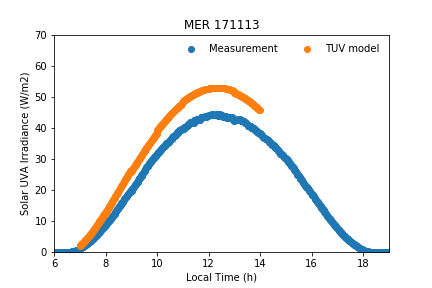 MER 171113
Measurement TUV model
70
60
50
40
30
20
10
0
Solar UVA Irradiance (W/m2)
6 8 10 12 14 16 18
Local Time (h)